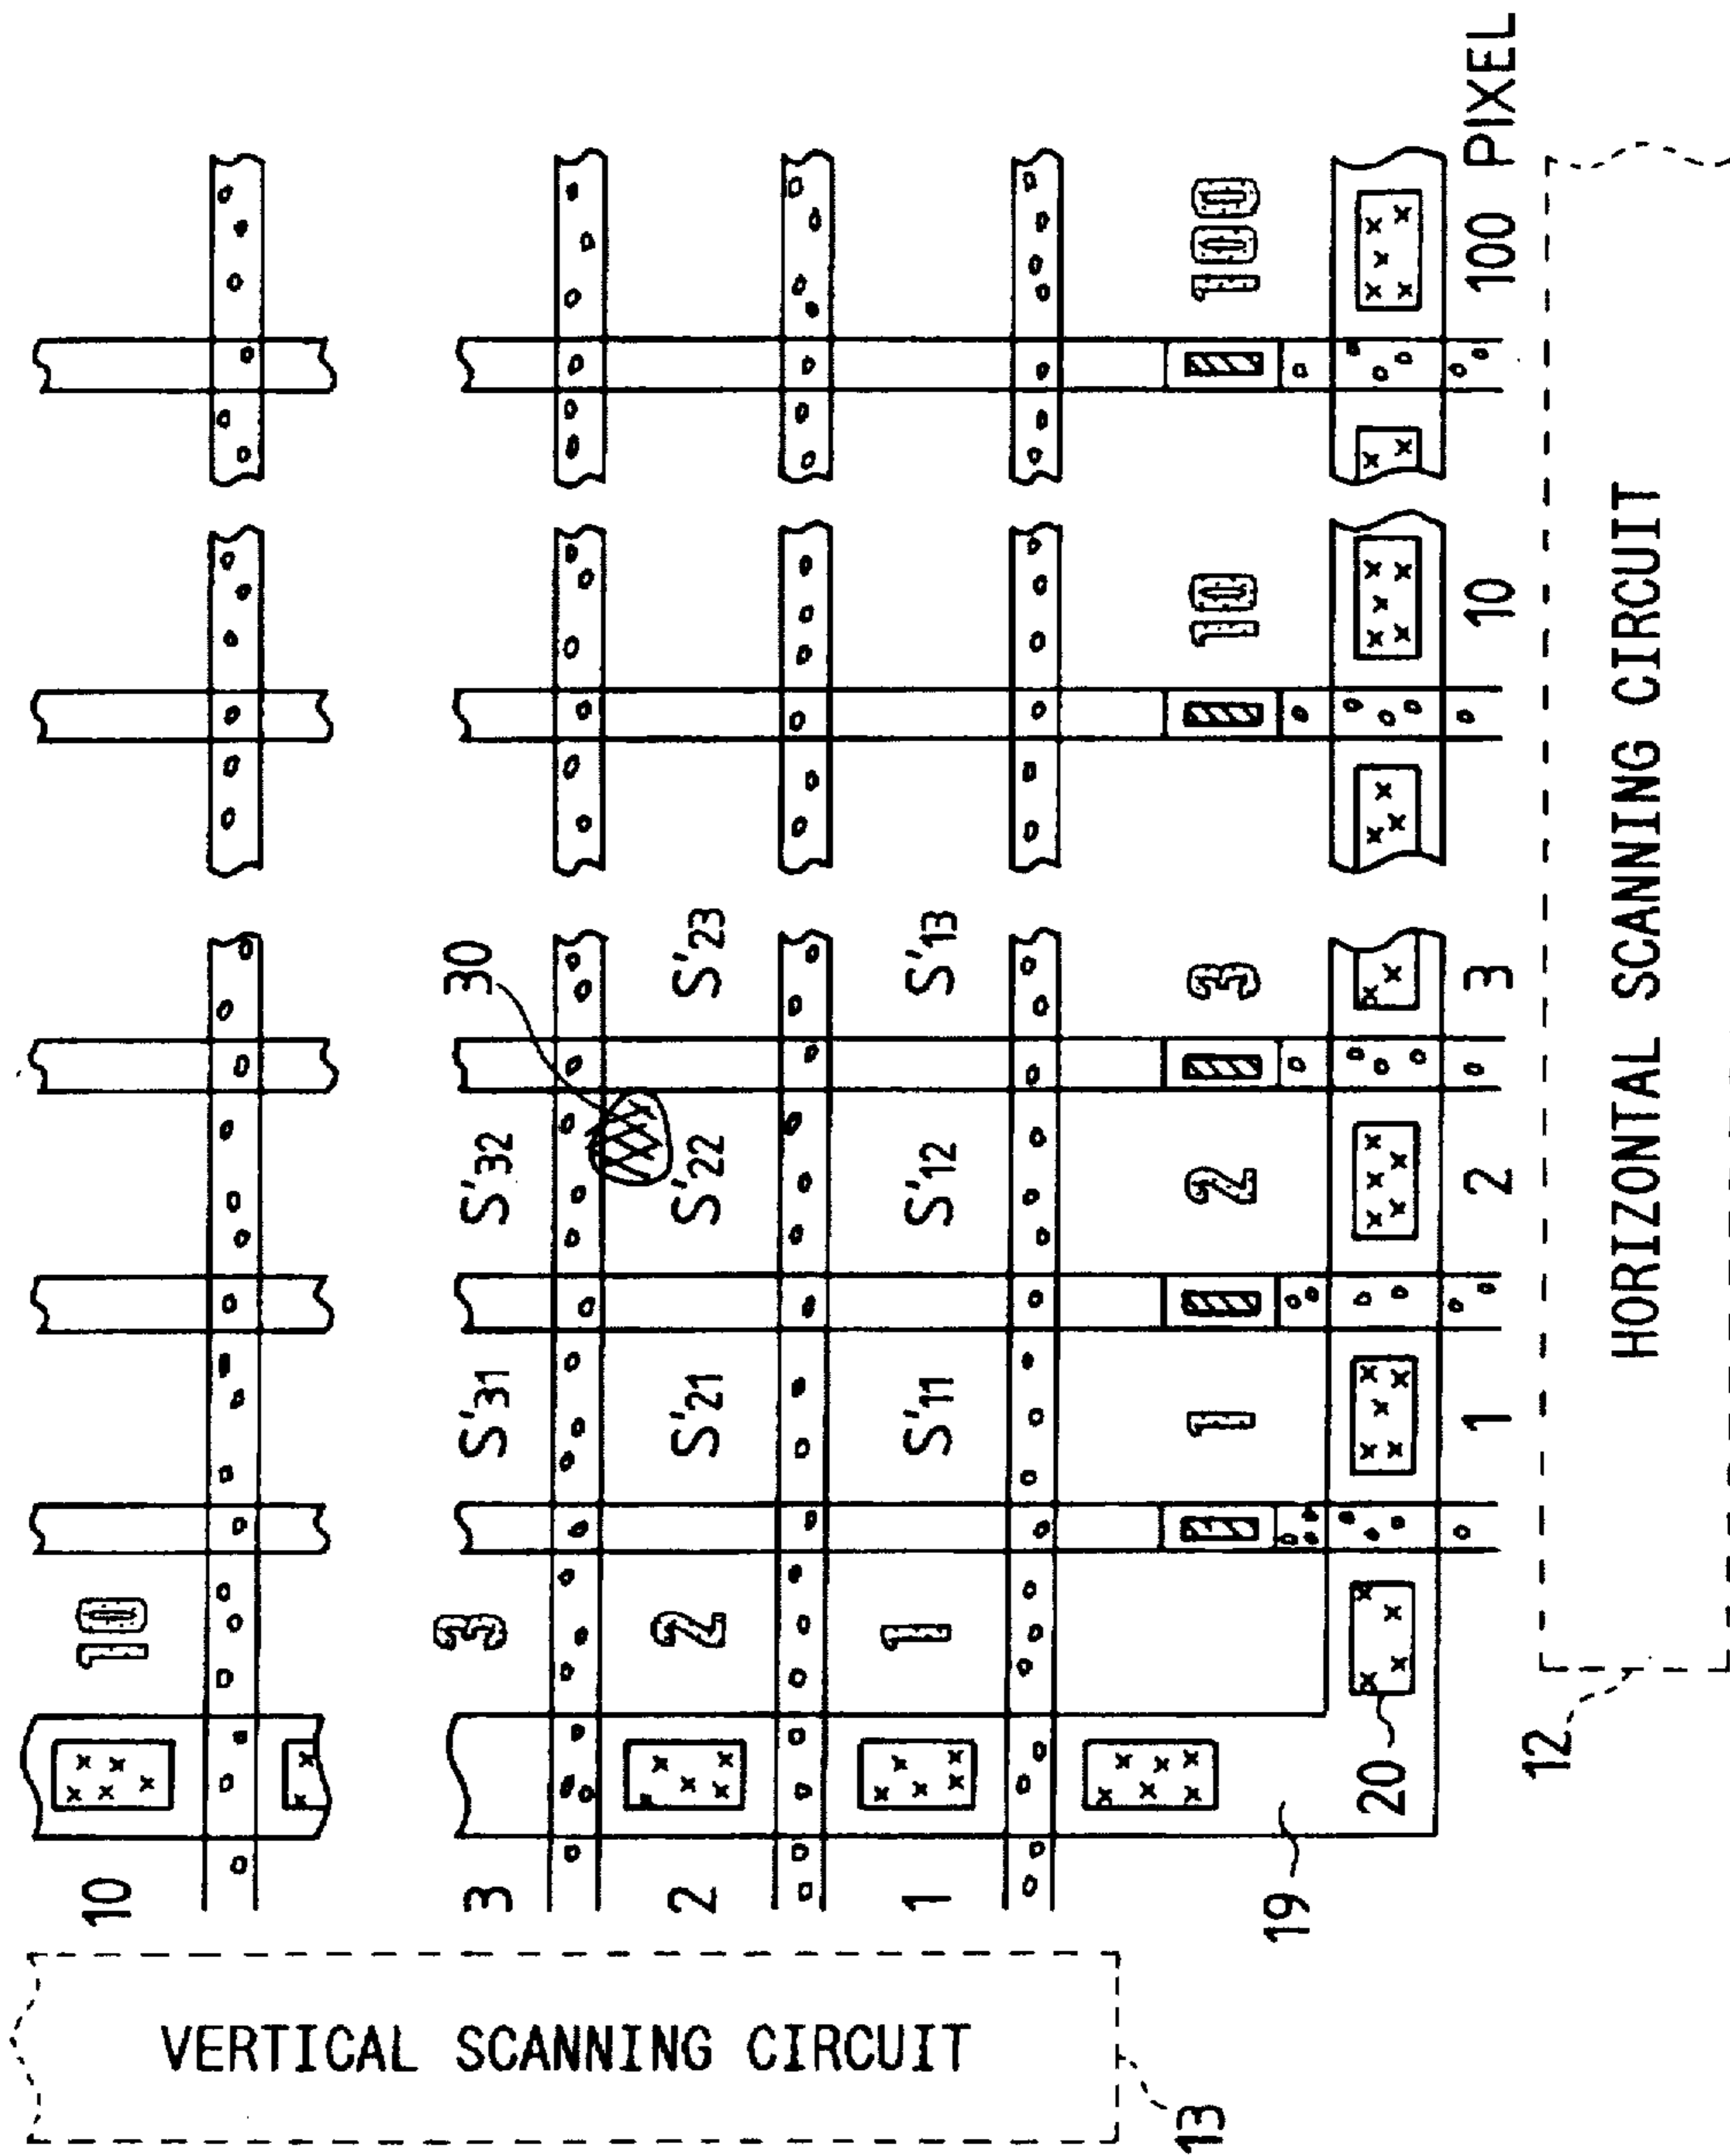 VERTICAL SCANNING CIRCUIT
13
10
3
2
1
19
10
3
2
1
20
S'31
S'32
30
S'21
S'22
S'23
S'11
S'12
S'13
1
2
3
10
100
1
2
3
10
100 PIXEL
12
HORIZONTAL SCANNING CIRCUIT